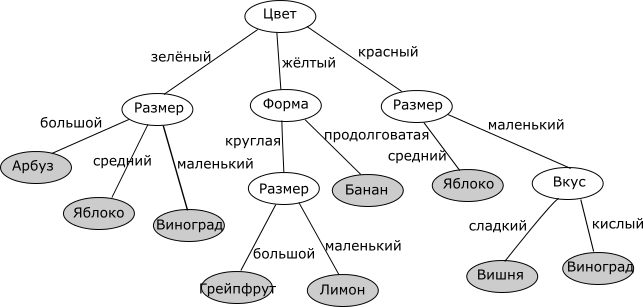 Цвет
зелёный
жёлтый
красный
Размер
Форма
Размер
большой
средний
маленький
круглая
продолговатая
средний
маленький
Арбуз
Яблоко
Виноград
Размер
Банан
Яблоко
Вкус
большой
маленький
сладкий
кислый
Грейпфрут
Лимон
Вишня
Виноград